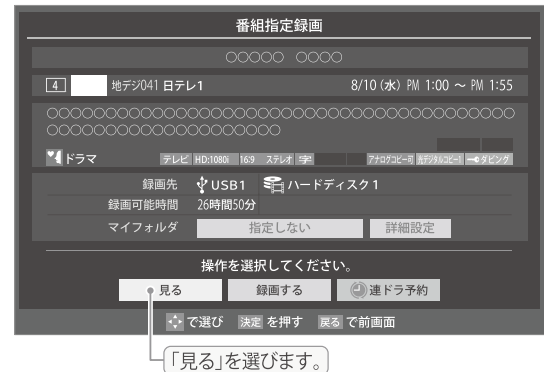 番組指定録画
○○○○○ ○○○○
4 地デジ041 日テレ1 8/10 (水) PM 1:00 ～ PM 1:55
○○○○○○○○○○○○○○○○○○○○○○○○○○○○○○○○○○○○○○○○
○○○○○○○○○○○○○○○○○○○○
ドラマ テレビ HD:1080i 16:9 ステレオ 字 アナログコピー可 光デジタルコピー1 ダビング
録画先 USB1 ハードディスク1
録画可能時間 26時間50分
マイフォルダ 指定しない 詳細設定
操作を選択してください。
見る 録画する 連ドラ予約
で選び 決定 を押す 戻る で前画面
「見る」を選びます。